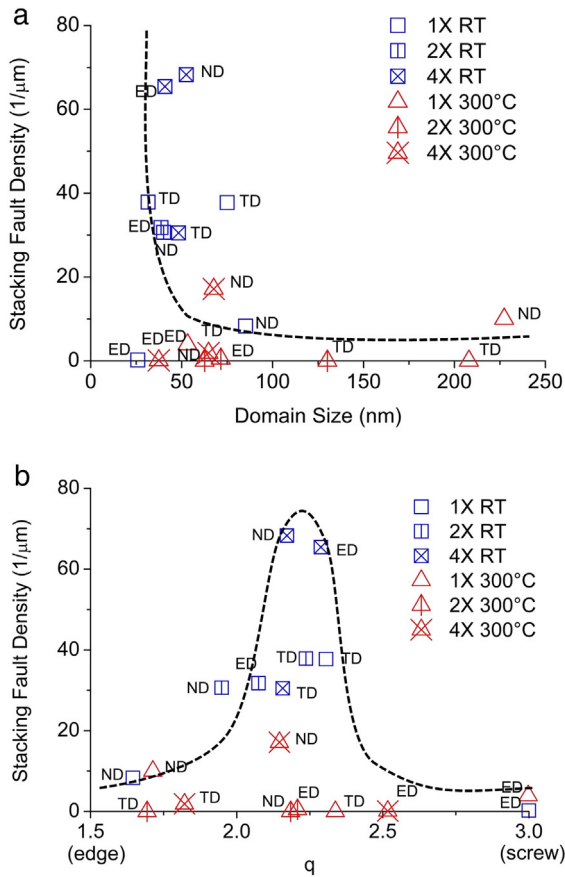 a
80
60
40
20
0
Stacking Fault Density (1/μm)
0 50 100 150 200 250
Domain Size (nm)
1X RT
2X RT
4X RT
1X 300°C
2X 300°C
4X 300°C
ND
ED
TD
TD
ED
TD
ND
ND
ND
ND
ED
ED
ED
TD
ND
ED
TD
TD
b
80
60
40
20
0
Stacking Fault Density (1/μm)
1.5 2.0 2.5 3.0
(edge) q (screw)
1X RT
2X RT
4X RT
1X 300°C
2X 300°C
4X 300°C
ND
ED
TD
TD
ED
ND
TD
ND
ND
ND
TD
TD
ND
ED
TD
ED
ED
ED